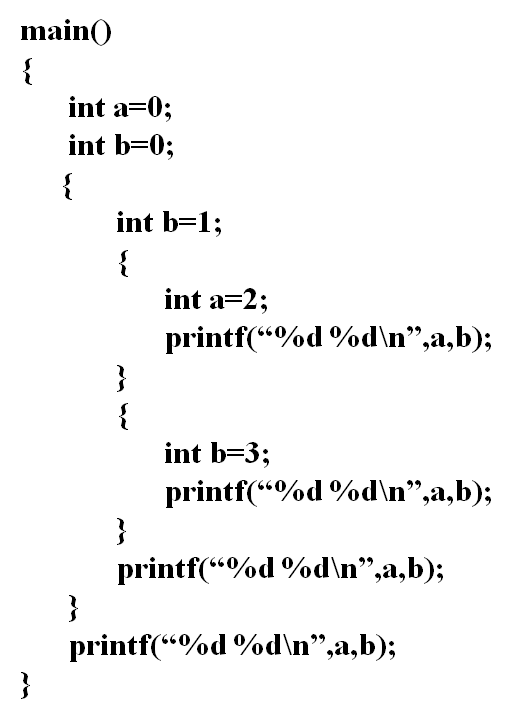 main()
{
int a=0;
int b=0;
{
int b=1;
{
int a=2;
printf(“%d %d\n”,a,b);
}
{
int b=3;
printf(“%d %d\n”,a,b);
}
printf(“%d %d\n”,a,b);
}
printf(“%d %d\n”,a,b);
}